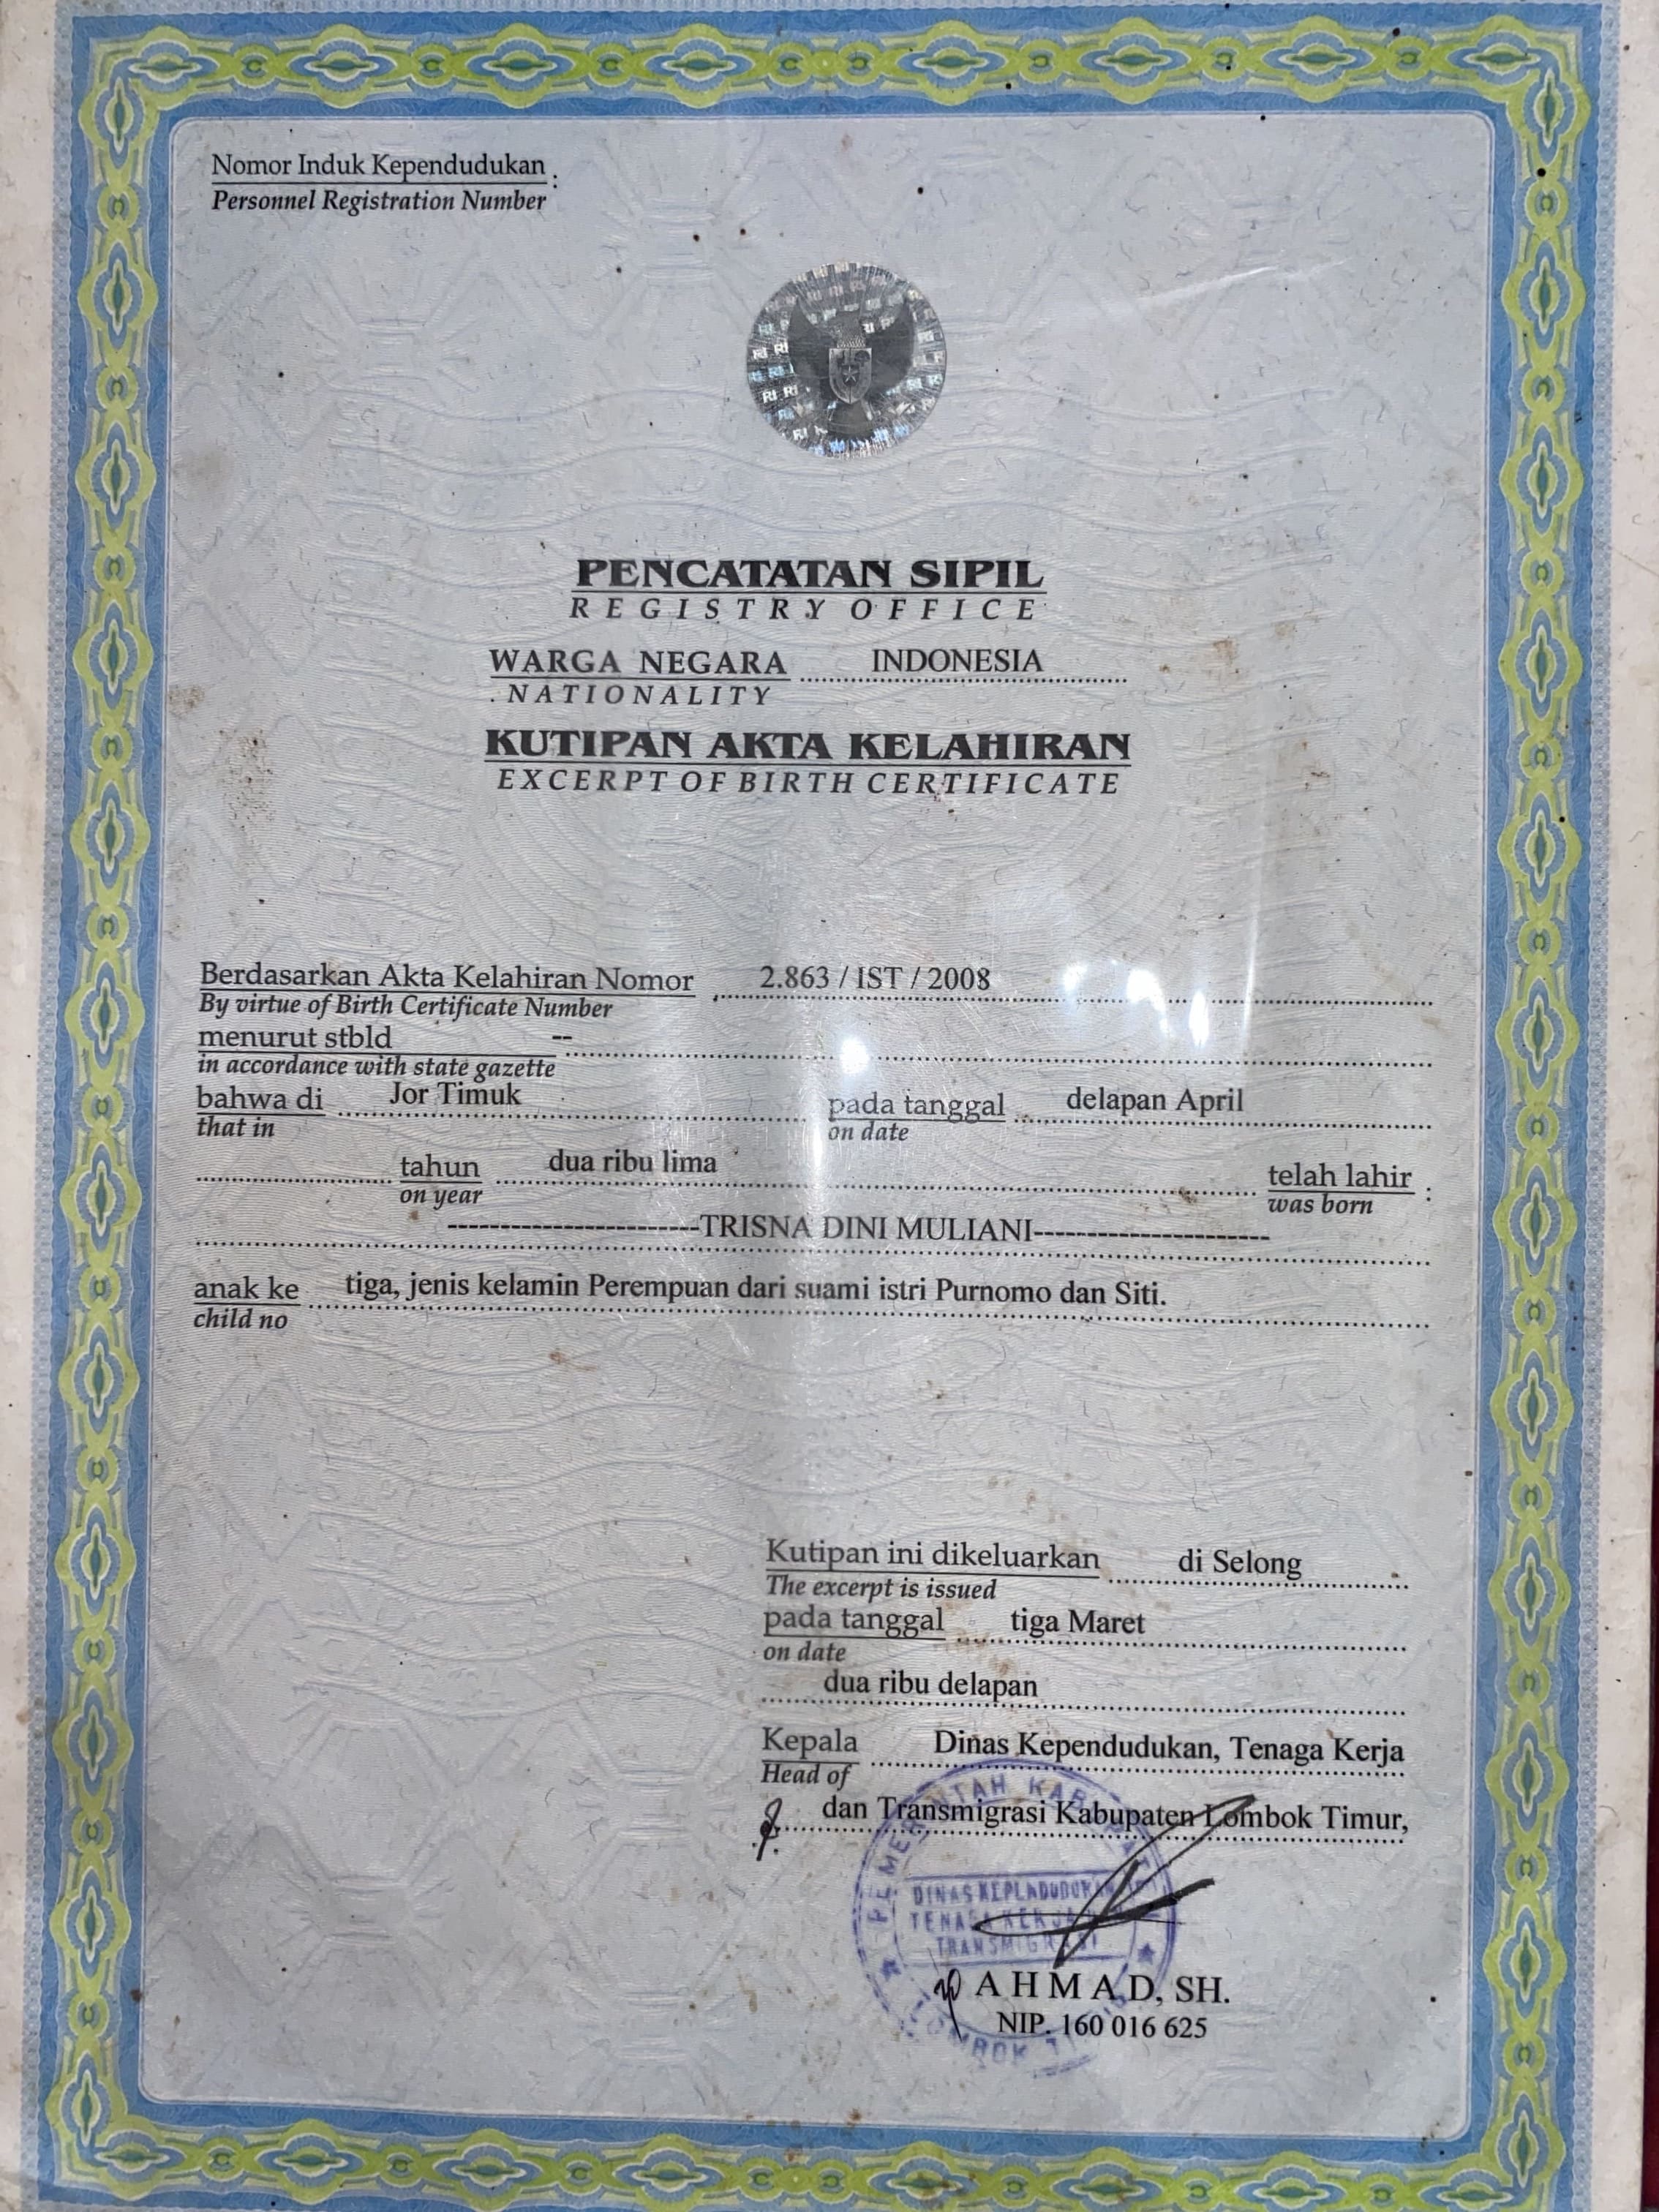 Nomor Induk Kependudukan :
Personnel Registration Number
PENCATATAN SIPIL
REGISTRY OFFICE
WARGA NEGARA INDONESIA
NATIONALITY
KUTIPAN AKTA KELAHIRAN
EXCERPT OF BIRTH CERTIFICATE
Berdasarkan Akta Kelahiran Nomor 2.863 / IST / 2008
By virtue of Birth Certificate Number
menurut stbld --
in accordance with state gazette
bahwa di Jor Timuk pada tanggal delapan April
that in on date
tahun dua ribu lima telah lahir :
on year was born
------------------------TRISNA DINI MULIANI------------------------
anak ke tiga, jenis kelamin Perempuan dari suami istri Purnomo dan Siti.
child no
Kutipan ini dikeluarkan di Selong
The excerpt is issued
pada tanggal tiga Maret
on date
dua ribu delapan
Kepala Dinas Kependudukan, Tenaga Kerja
Head of
dan Transmigrasi Kabupaten Lombok Timur,
A H M A D, SH.
NIP. 160 016 625